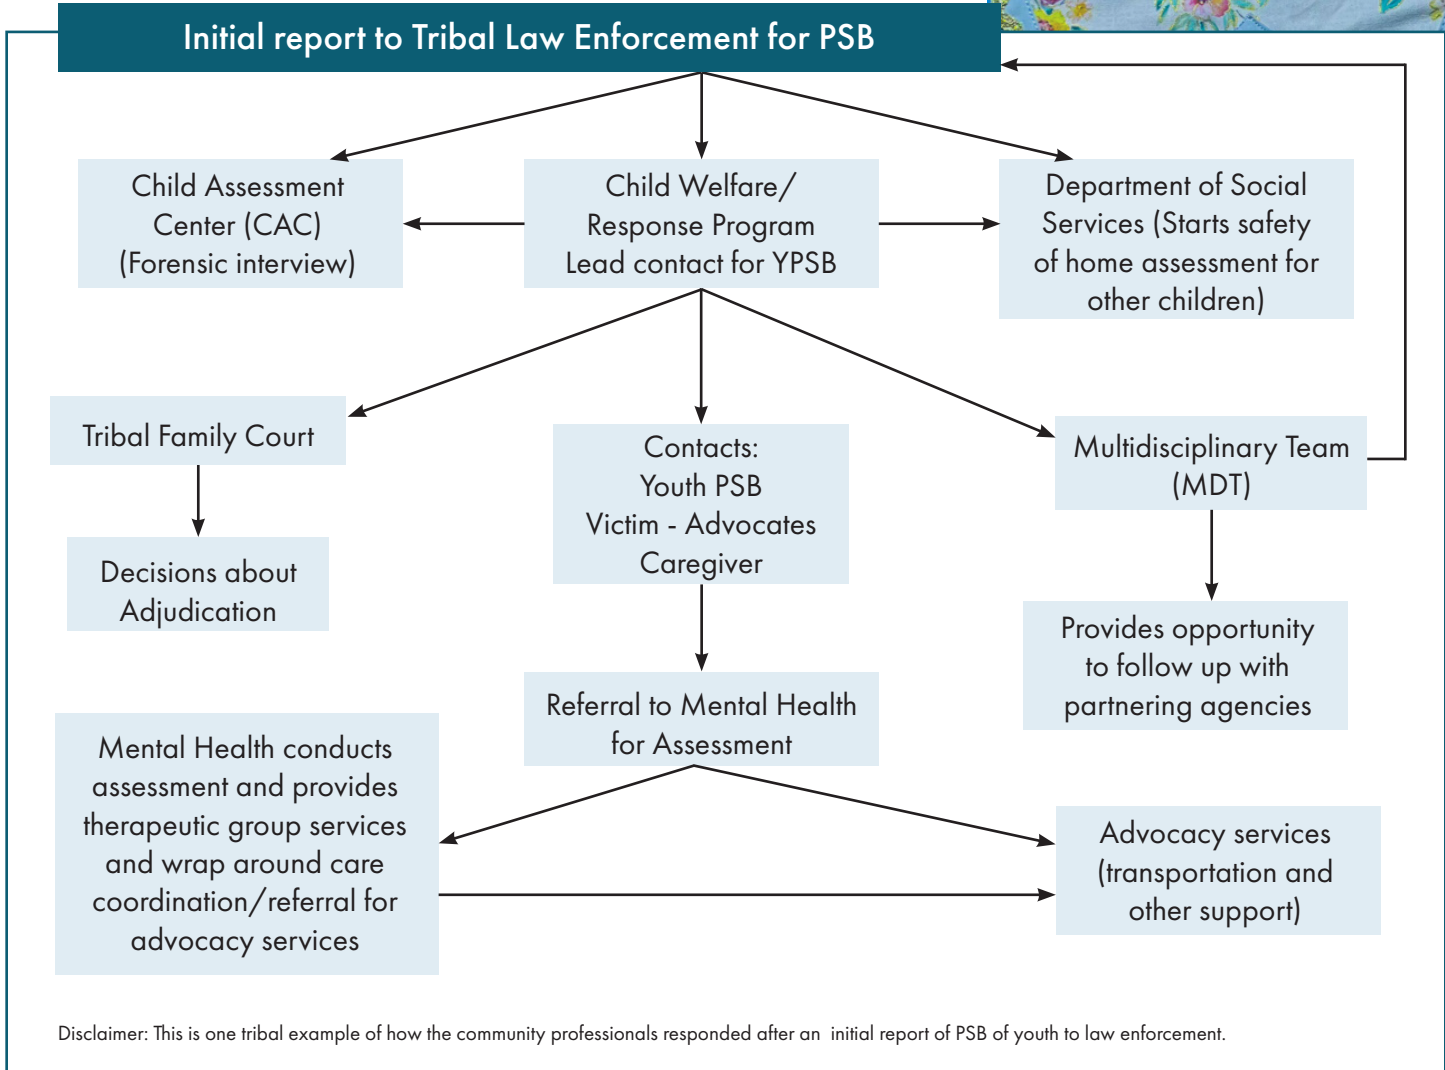 Initial report to Tribal Law Enforcement for PSB
Child Assessment
Center (CAC)
(Forensic interview)
Child Welfare/
Response Program
Lead contact for YPSB
Department of Social
Services (Starts safety
of home assessment for
other children)
Tribal Family Court
Contacts:
Youth PSB
Victim - Advocates
Caregiver
Multidisciplinary Team
(MDT)
Decisions about
Adjudication
Provides opportunity
to follow up with
partnering agencies
Referral to Mental Health
for Assessment
Mental Health conducts
assessment and provides
therapeutic group services
and wrap around care
coordination/referral for
advocacy services
Advocacy services
(transportation and
other support)
Disclaimer: This is one tribal example of how the community professionals responded after an  initial report of PSB of youth to law enforcement.